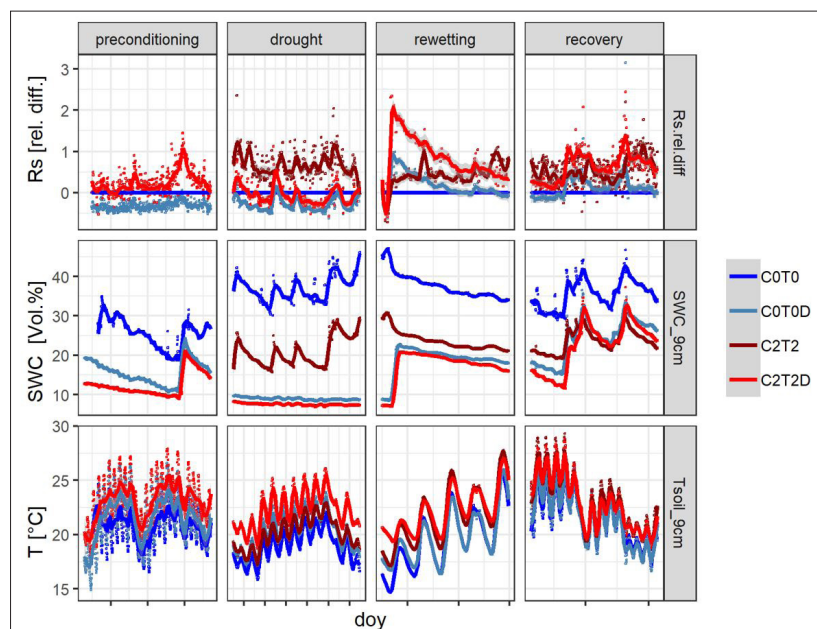 preconditioning drought rewetting recovery
Rs [rel. diff.]
3
2
1
0
Rs.rel.diff
SWC [Vol.%]
40
30
20
10
SWC_9cm
T [°C]
30
25
20
15
Tsoil_9cm
doy
C0T0
C0T0D
C2T2
C2T2D